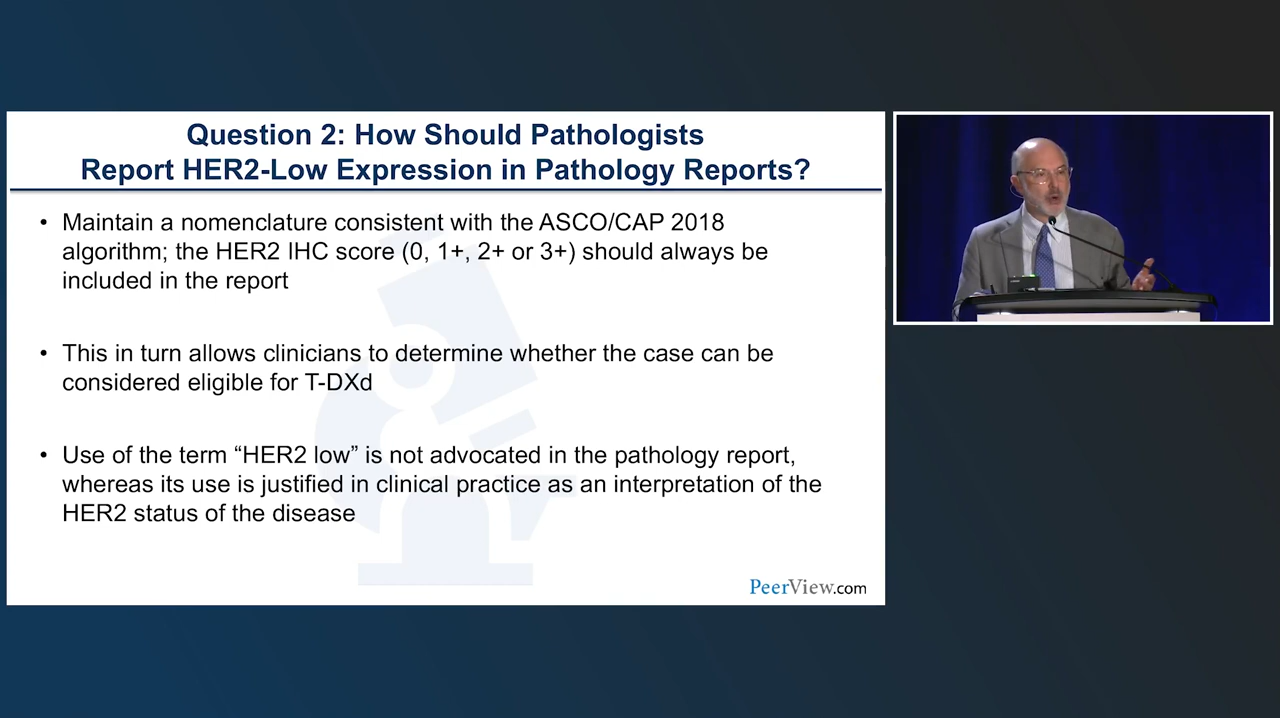 Question 2: How Should Pathologists
Report HER2-Low Expression in Pathology Reports?
• Maintain a nomenclature consistent with the ASCO/CAP 2018
algorithm; the HER2 IHC score (0, 1+, 2+ or 3+) should always be
included in the report
• This in turn allows clinicians to determine whether the case can be
considered eligible for T-DXd
• Use of the term “HER2 low” is not advocated in the pathology report,
whereas its use is justified in clinical practice as an interpretation of the
HER2 status of the disease
PeerView.com